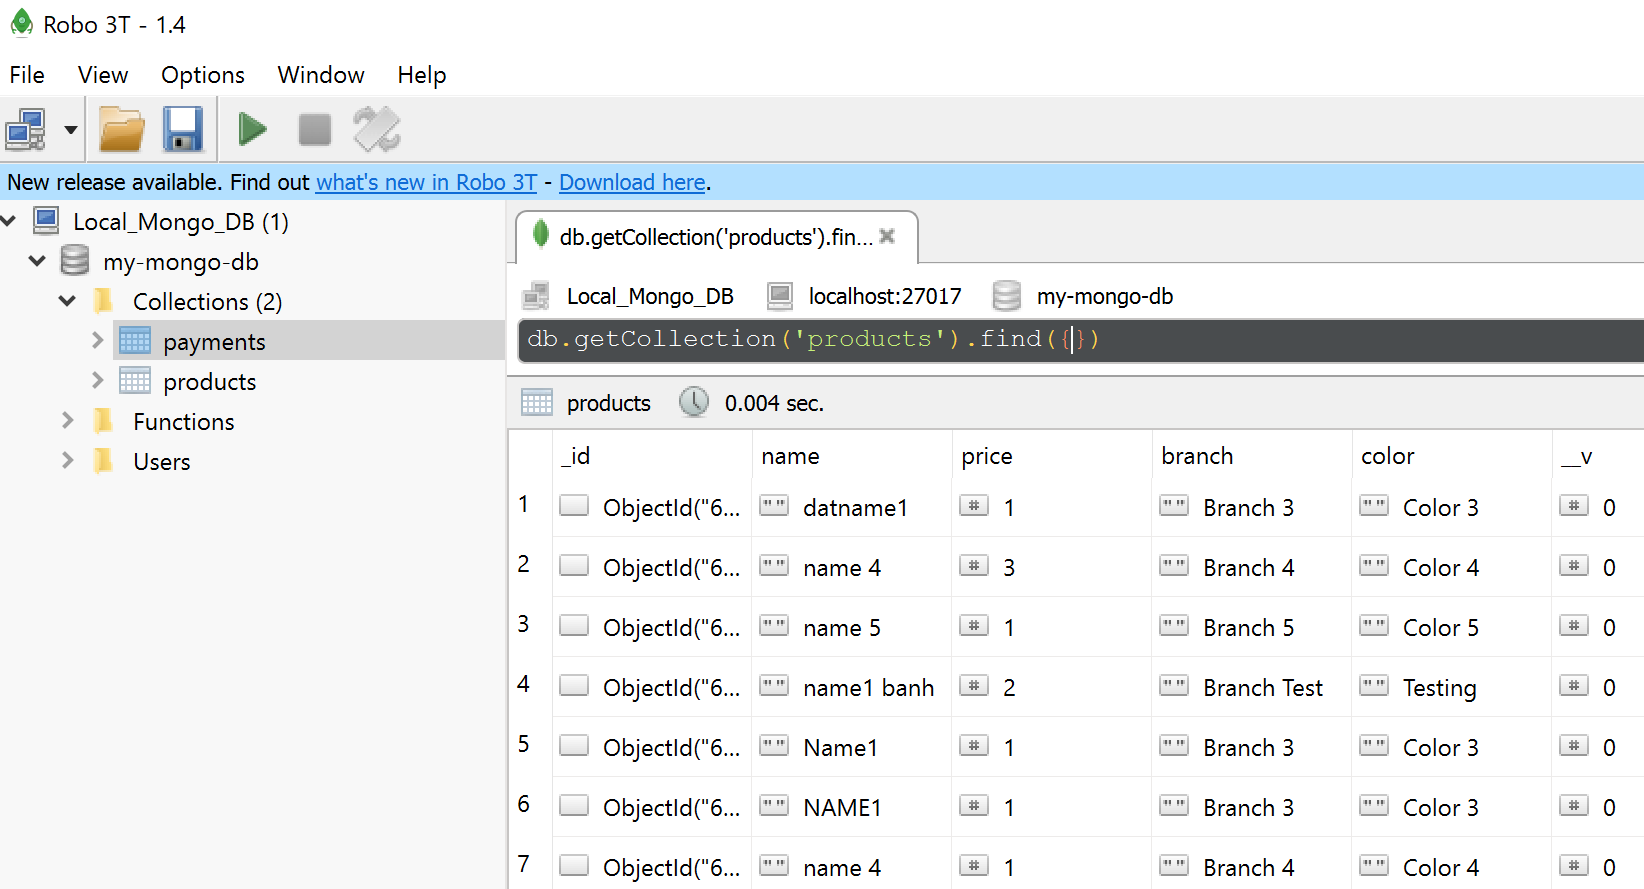 Robo 3T - 1.4
File View Options Window Help
New release available. Find out what's new in Robo 3T - Download here.
Local_Mongo_DB (1)
my-mongo-db
Collections (2)
payments
products
Functions
Users
db.getCollection('products').fin...
Local_Mongo_DB localhost:27017 my-mongo-db
db.getCollection('products').find({})
products 0.004 sec.
_id name price branch color __v
1 ObjectId("6... "" datname1 # 1 "" Branch 3 "" Color 3 # 0
2 ObjectId("6... "" name 4 # 3 "" Branch 4 "" Color 4 # 0
3 ObjectId("6... "" name 5 # 1 "" Branch 5 "" Color 5 # 0
4 ObjectId("6... "" name1 banh # 2 "" Branch Test "" Testing # 0
5 ObjectId("6... "" Name1 # 1 "" Branch 3 "" Color 3 # 0
6 ObjectId("6... "" NAME1 # 1 "" Branch 3 "" Color 3 # 0
7 ObjectId("6... "" name 4 # 1 "" Branch 4 "" Color 4 # 0